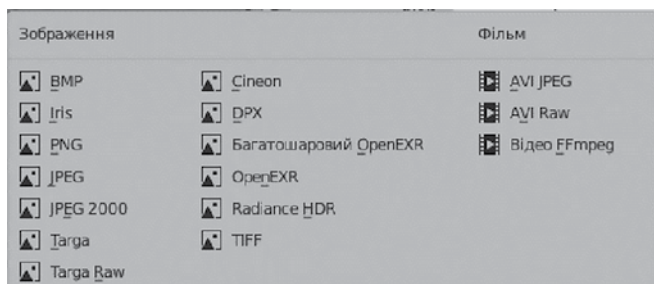 Зображення
Фільм
BMP
Iris
PNG
JPEG
JPEG 2000
Targa
Targa Raw
Cineon
DPX
Багатошаровий OpenEXR
OpenEXR
Radiance HDR
TIFF
AVI JPEG
AVI Raw
Відео FFmpeg